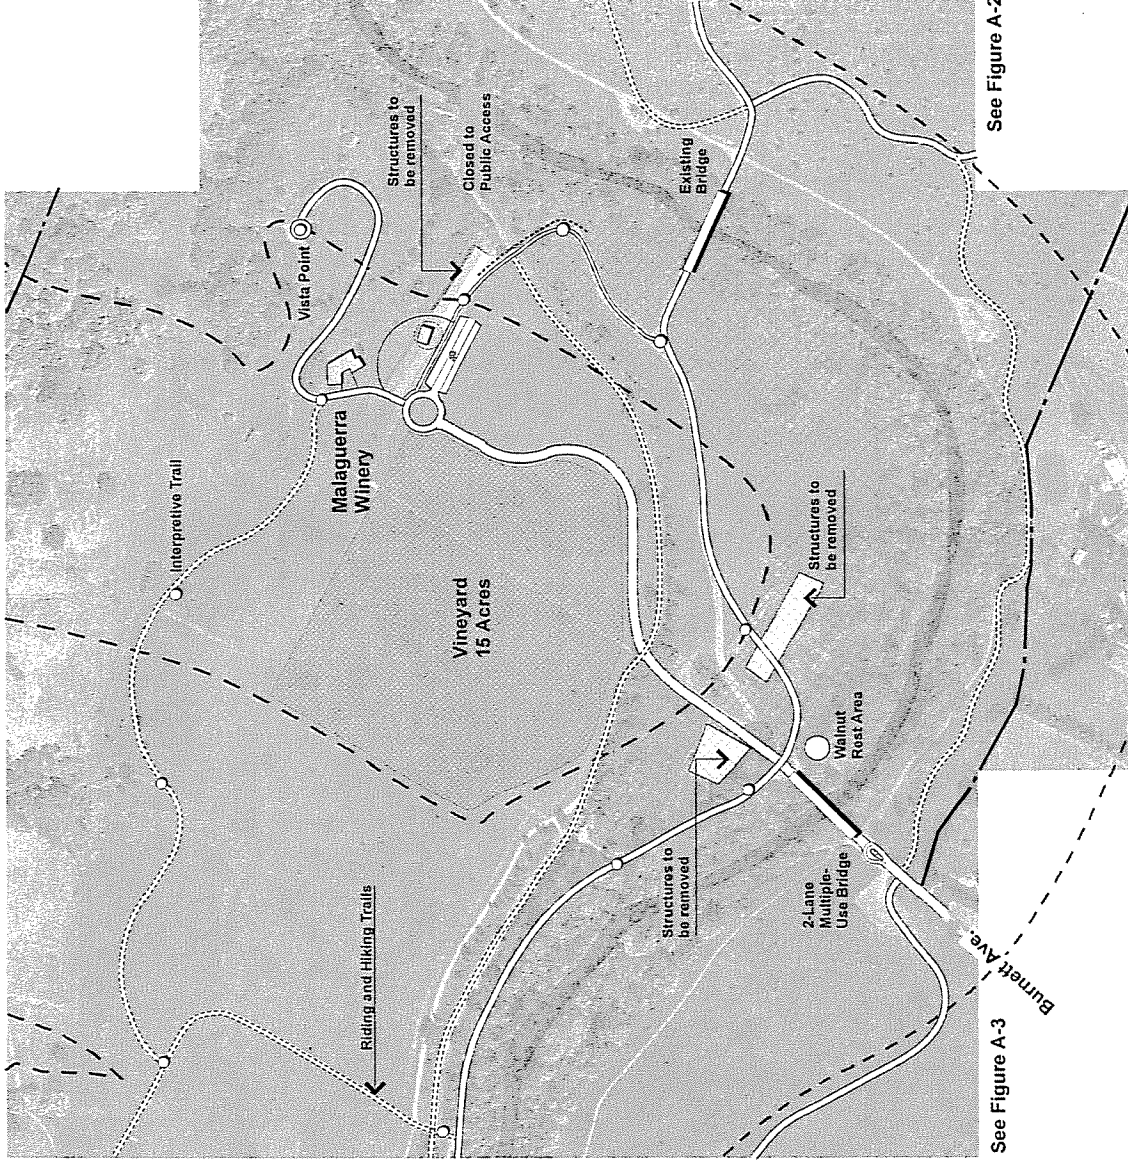 See Figure A-2
Structures to
be removed
Closed to
Public Access
Existing
Bridge
Vista Point
Malaguerra
Winery
Interpretive Trail
Vineyard
15 Acres
Structures to
be removed
Walnut
Rest Area
Structures to
be removed
2-Lane
Multiple-
Use Bridge
Riding and Hiking Trails
Burnett Ave.
See Figure A-3